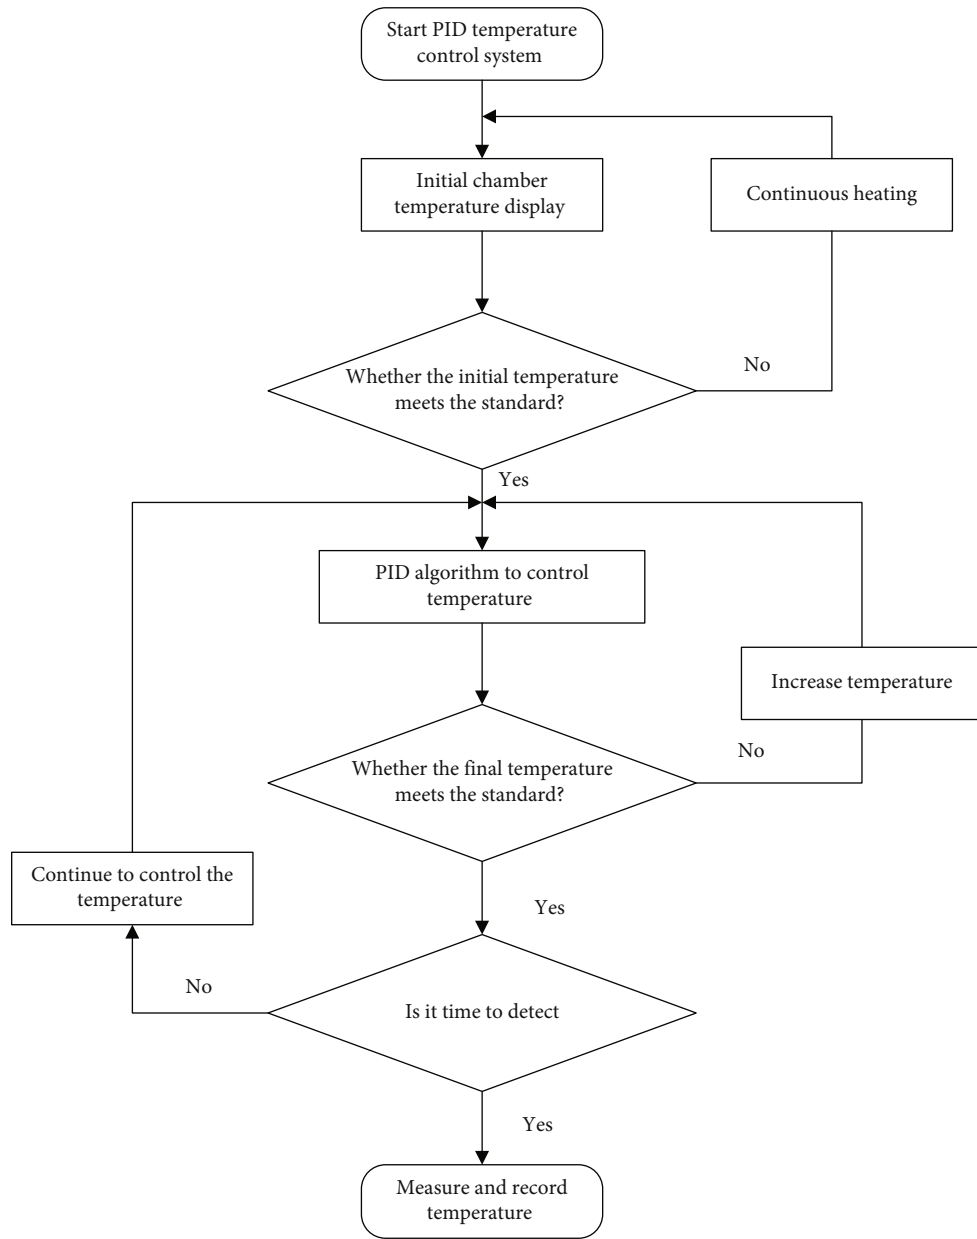 Start PID temperature
control system
Initial chamber
temperature display
Continuous heating
Whether the initial temperature
meets the standard?
No
Yes
PID algorithm to control
temperature
Increase temperature
Whether the final temperature
meets the standard?
No
Continue to control the
temperature
Yes
No
Is it time to detect
Yes
Measure and record
temperature